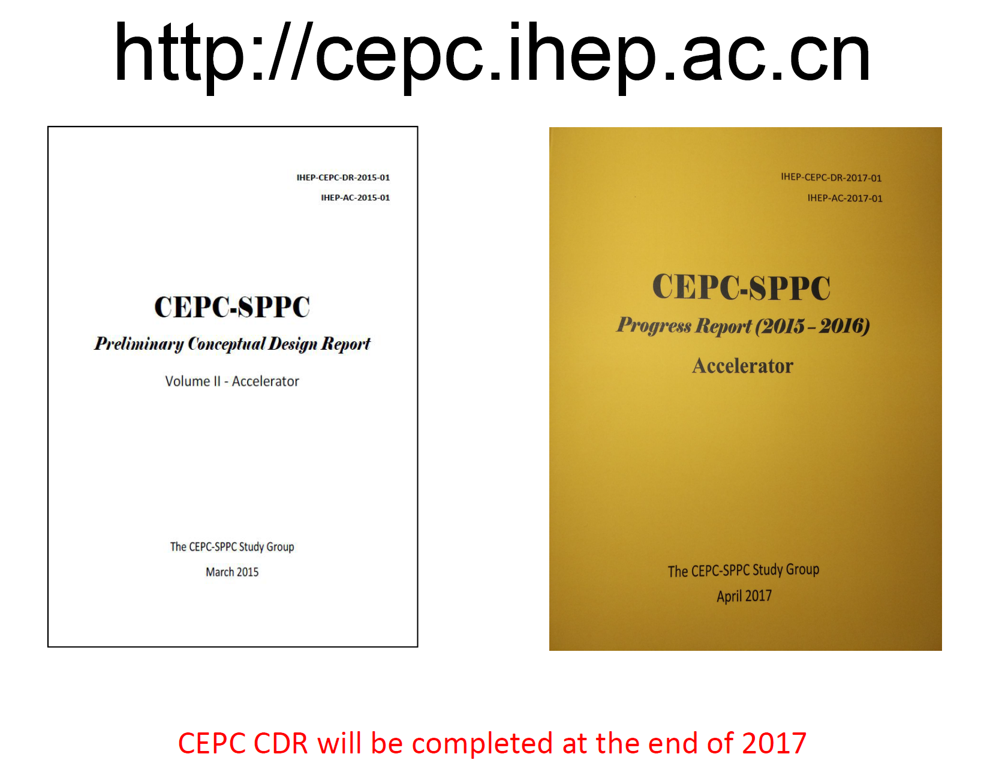 http://cepc.ihep.ac.cn
IHEP-CEPC-DR-2015-01
IHEP-AC-2015-01
CEPC-SPPC
Preliminary Conceptual Design Report
Volume II - Accelerator
The CEPC-SPPC Study Group
March 2015
IHEP-CEPC-DR-2017-01
IHEP-AC-2017-01
CEPC-SPPC
Progress Report (2015 – 2016)
Accelerator
The CEPC-SPPC Study Group
April 2017
CEPC CDR will be completed at the end of 2017